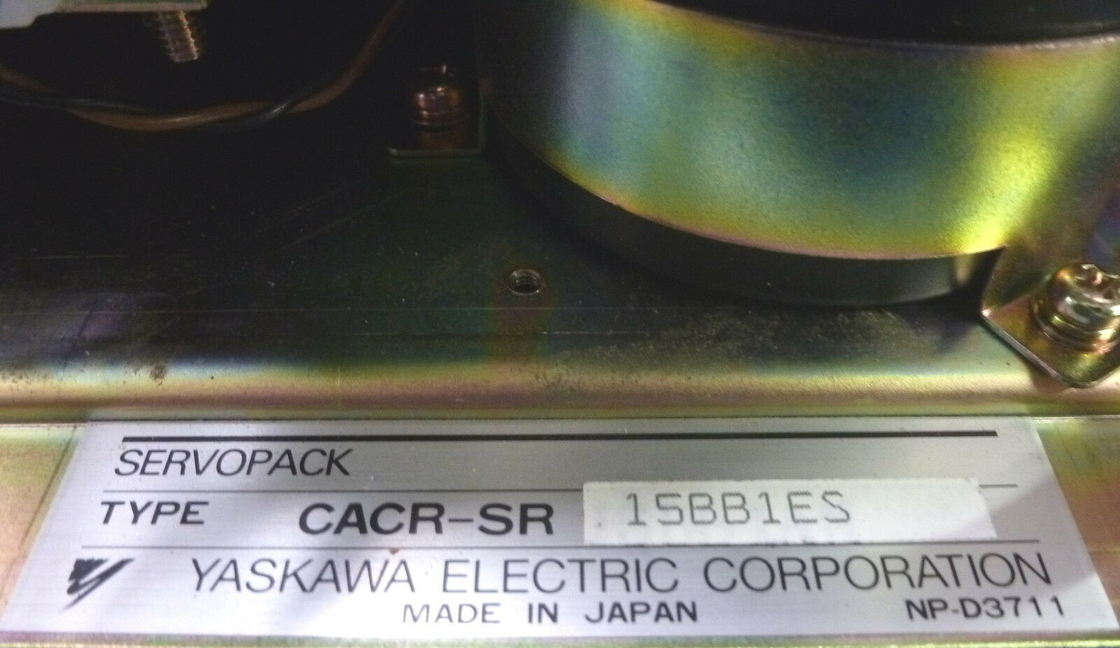 SERVOPACK
TYPE CACR-SR 15BB1ES
YASKAWA ELECTRIC CORPORATION
MADE IN JAPAN NP-D3711